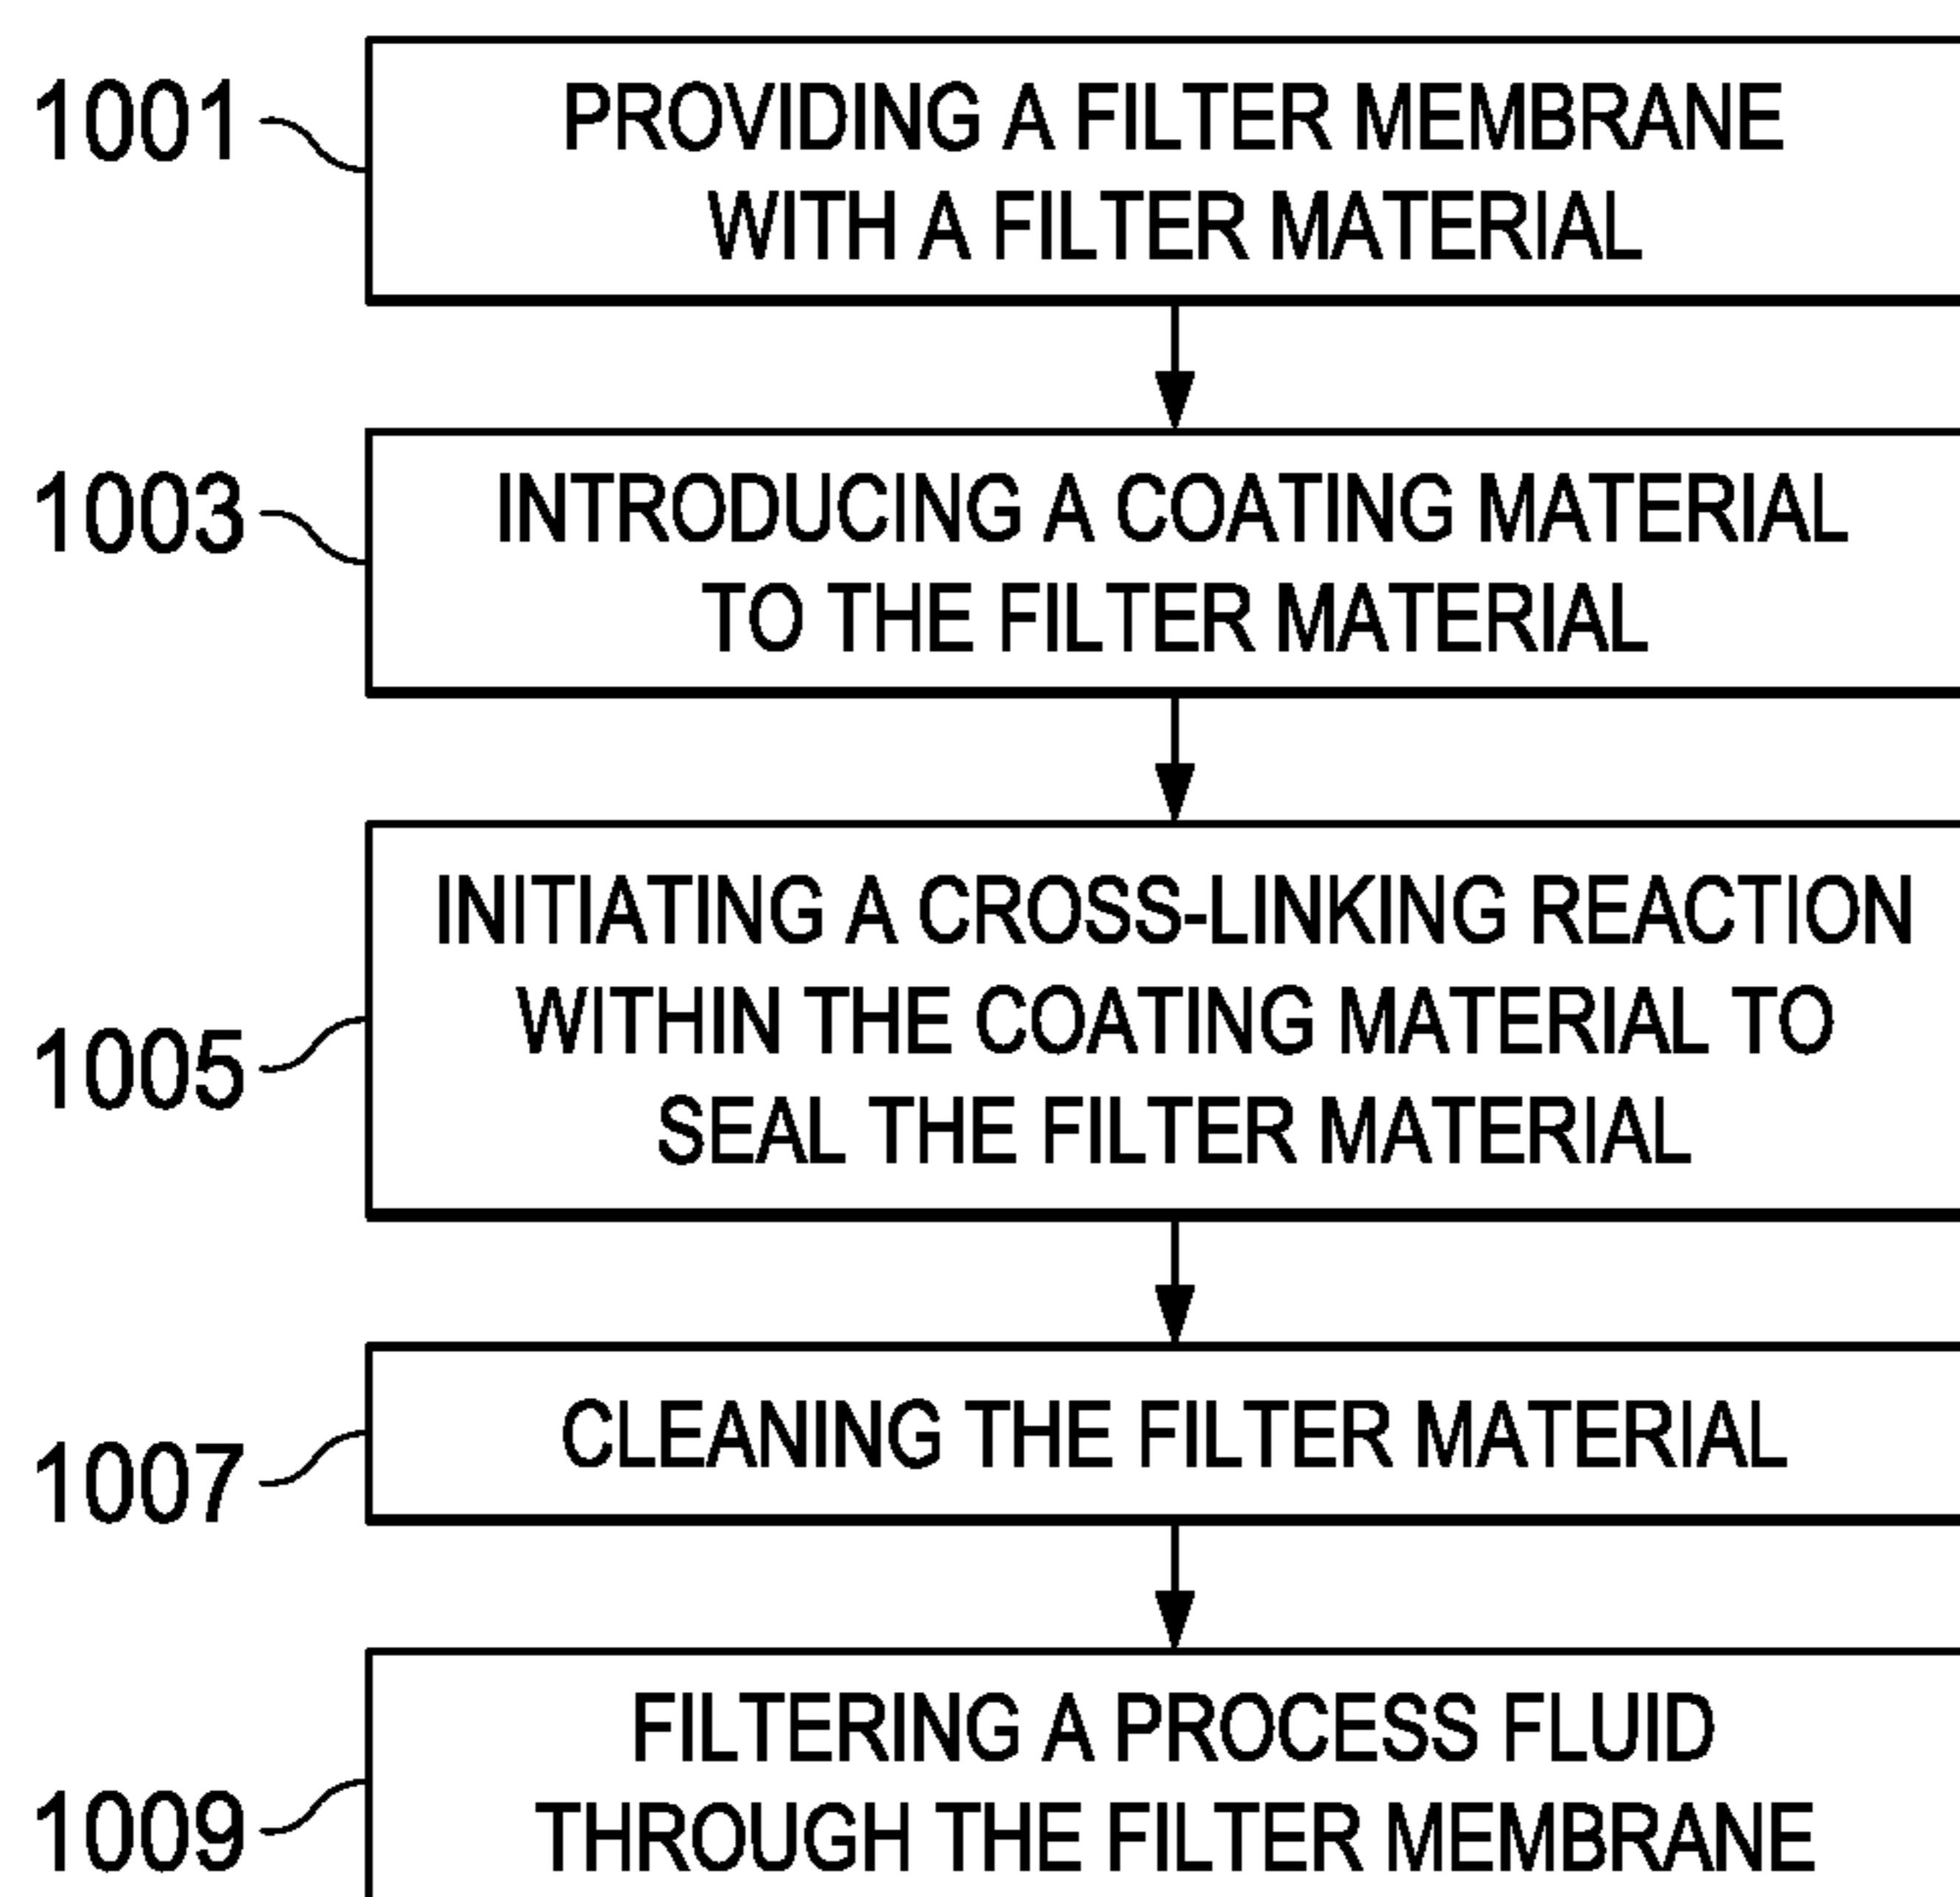 1001
PROVIDING A FILTER MEMBRANE
WITH A FILTER MATERIAL
1003
INTRODUCING A COATING MATERIAL
TO THE FILTER MATERIAL
INITIATING A CROSS-LINKING REACTION
WITHIN THE COATING MATERIAL TO
1005
SEAL THE FILTER MATERIAL
CLEANING THE FILTER MATERIAL
1007
FILTERING A PROCESS FLUID
1009
THROUGH THE FILTER MEMBRANE